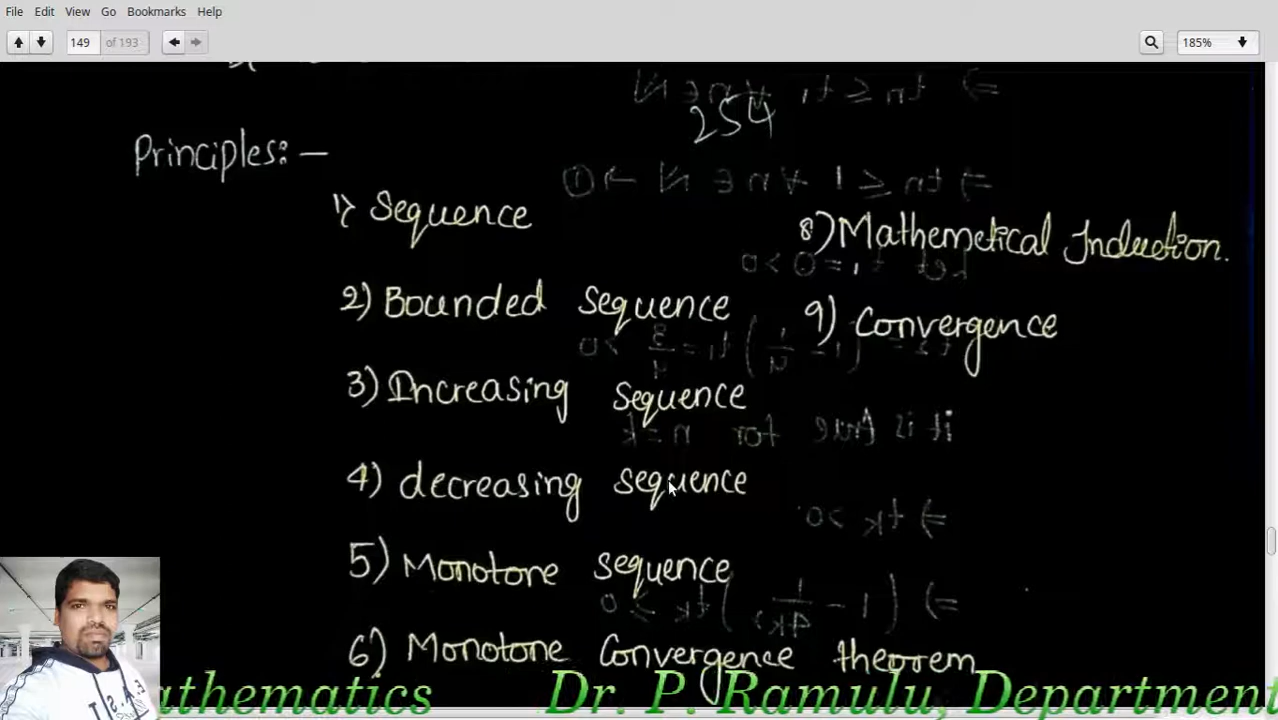 File Edit View Go Bookmarks Help
149 of 193 185%
254
Principles: —
1) Sequence
2) Bounded Sequence
3) Increasing Sequence
4) decreasing sequence
5) Monotone sequence
6) Monotone Convergence theorem
8) Mathemetical Induction.
9) Convergence
athematics Dr. P. Ramulu, Department